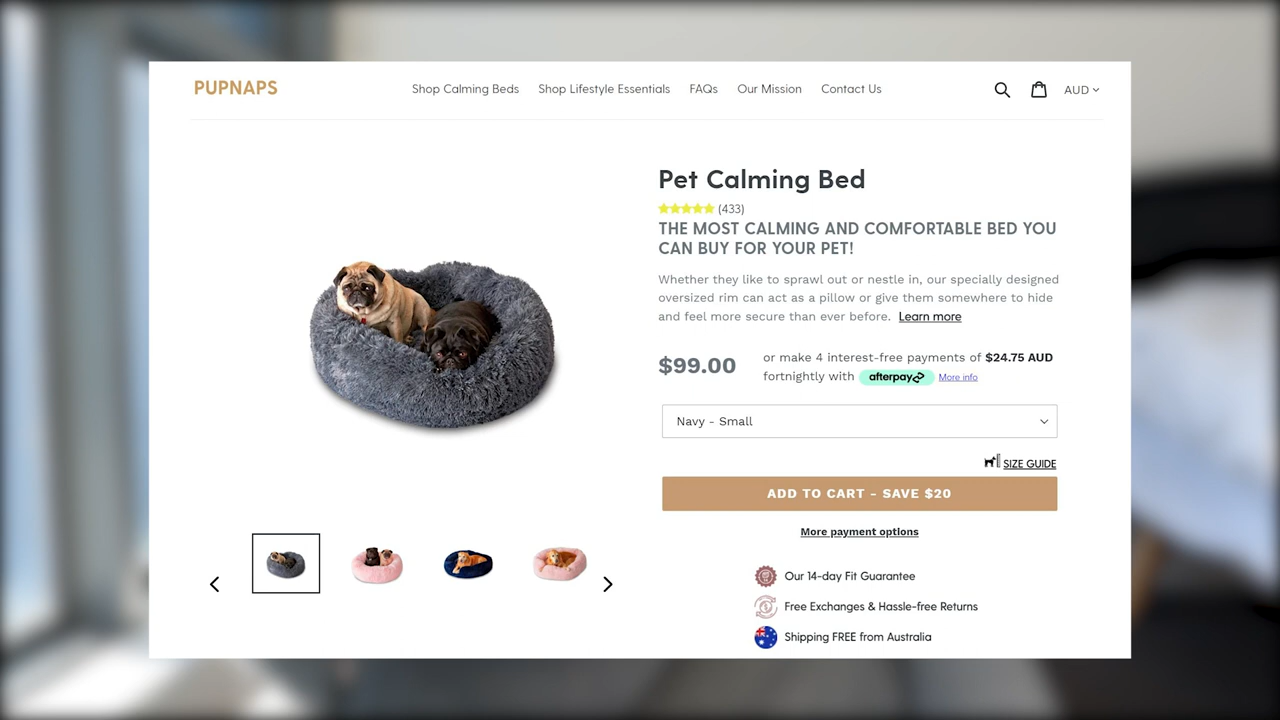 PUPNAPS
Shop Calming Beds
Shop Lifestyle Essentials
FAQs
Our Mission
Contact Us
AUD
Pet Calming Bed
(433)
THE MOST CALMING AND COMFORTABLE BED YOU
CAN BUY FOR YOUR PET!
Whether they like to sprawl out or nestle in, our specially designed
oversized rim can act as a pillow or give them somewhere to hide
and feel more secure than ever before. Learn more
$99.00
or make 4 interest-free payments of $24.75 AUD
fortnightly with afterpay More info
Navy - Small
SIZE GUIDE
ADD TO CART - SAVE $20
More payment options
Our 14-day Fit Guarantee
Free Exchanges & Hassle-free Returns
Shipping FREE from Australia